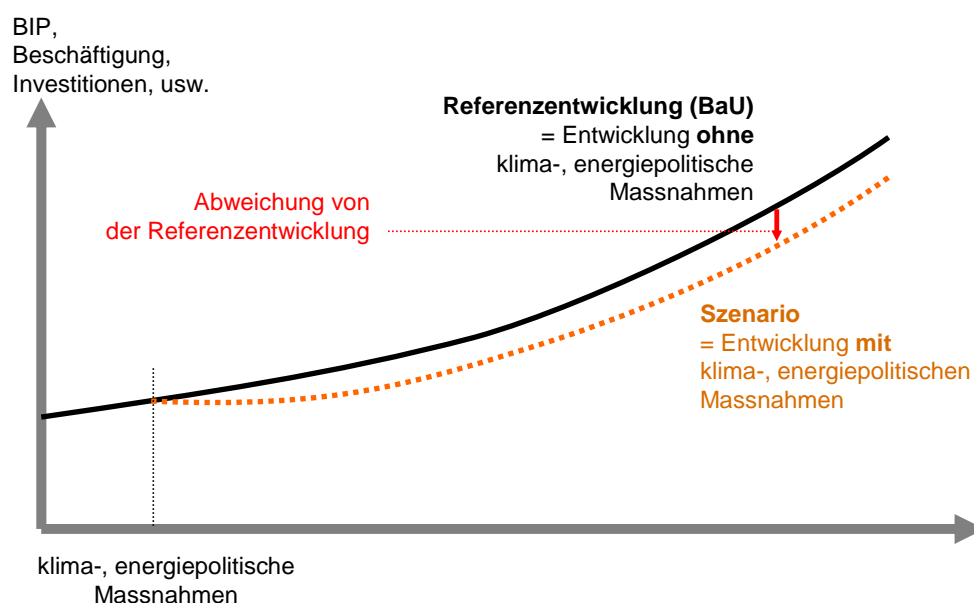 BIP,
Beschäftigung,
Investitionen, usw.
Referenzentwicklung (BaU)
= Entwicklung ohne
klima-, energiepolitische
Massnahmen
Abweichung von
der Referenzentwicklung
Szenario
= Entwicklung mit
klima-, energiepolitischen
Massnahmen
klima-, energiepolitische
Massnahmen